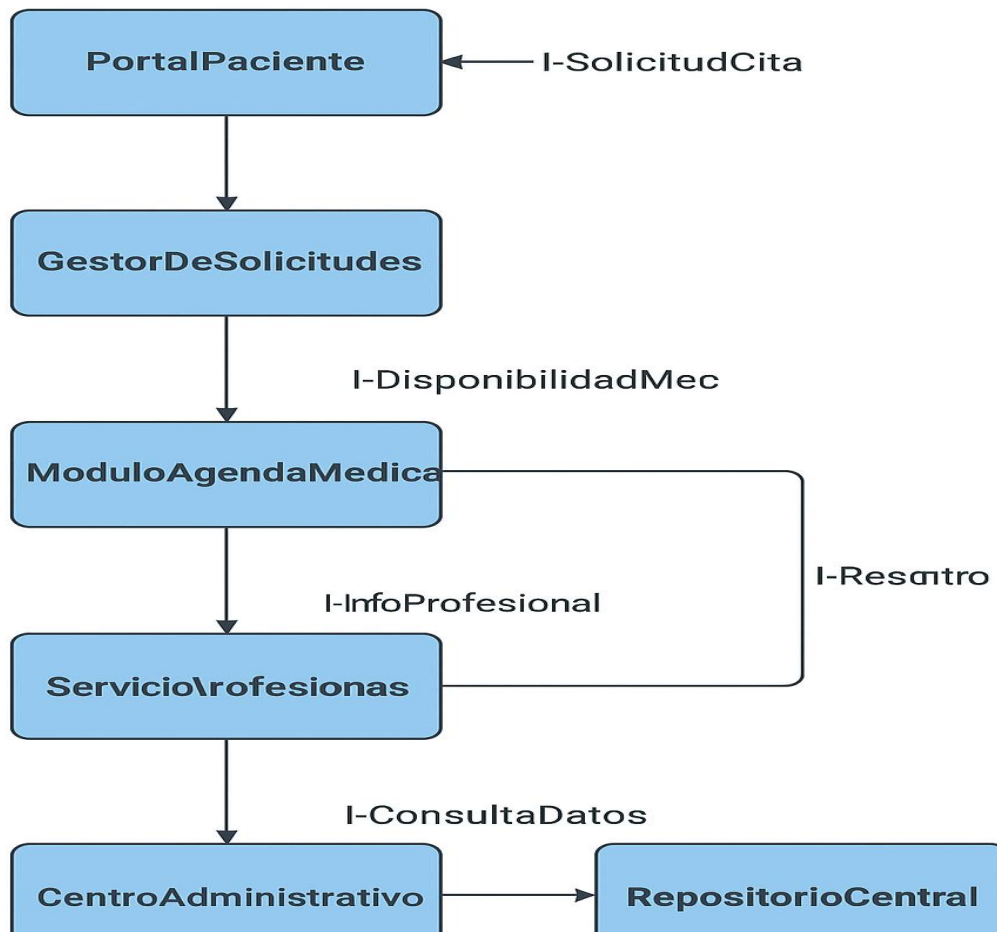 PortalPaciente
I-SolicitudCita
GestorDeSolicitudes
I-DisponibilidadMec
ModuloAgendaMedica
I-InfoProfesional
Servicio\rofesionas
I-ConsultaDatos
CentroAdministrativo
RepositorioCentral